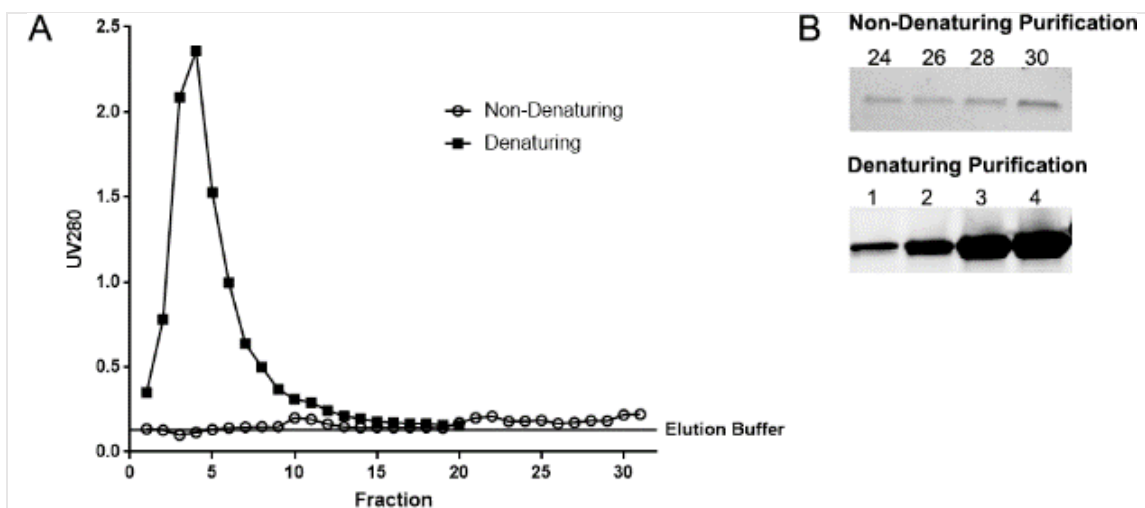 A
2.5
2.0
1.5
1.0
0.5
0.0
UV280
Non-Denaturing
Denaturing
Elution Buffer
0 5 10 15 20 25 30
Fraction
B
Non-Denaturing Purification
24 26 28 30
Denaturing Purification
1 2 3 4